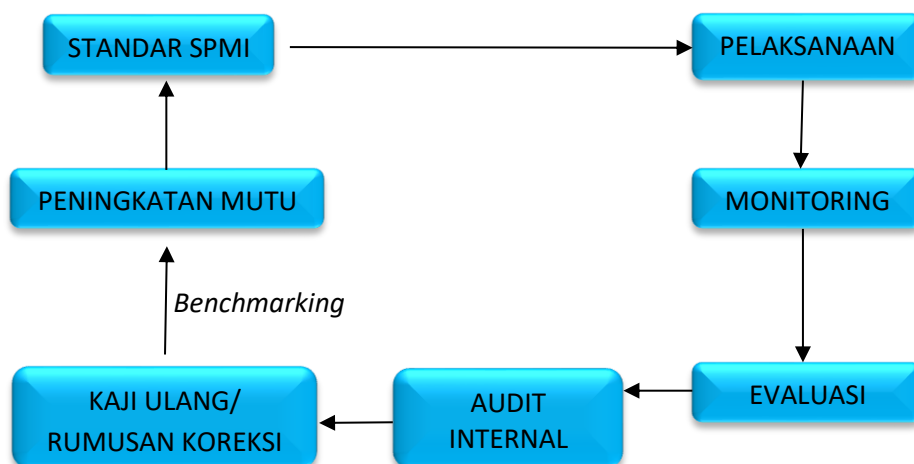 STANDAR SPMI
PELAKSANAAN
PENINGKATAN MUTU
MONITORING
Benchmarking
KAJI ULANG/
RUMUSAN KOREKSI
AUDIT
INTERNAL
EVALUASI